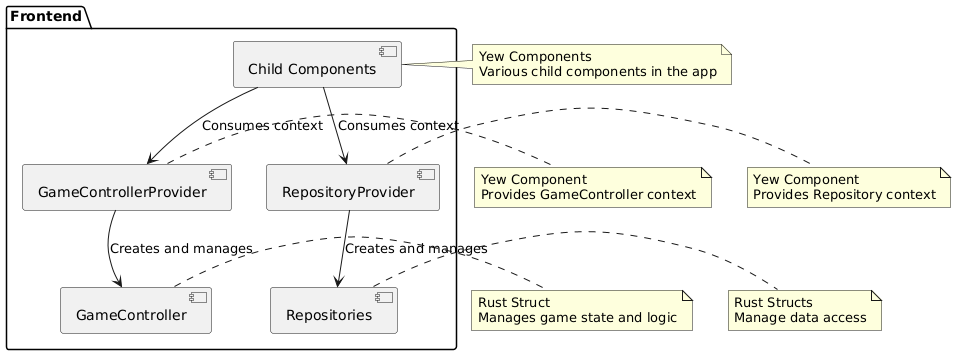 Frontend
Child Components
Yew Components
Various child components in the app
Consumes context
Consumes context
GameControllerProvider
RepositoryProvider
Yew Component
Provides GameController context
Yew Component
Provides Repository context
Creates and manages
Creates and manages
GameController
Repositories
Rust Struct
Manages game state and logic
Rust Structs
Manage data access